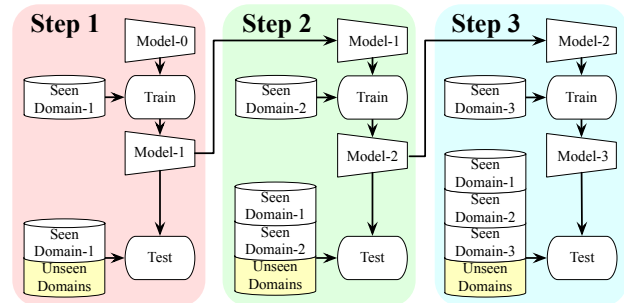 Step 1
Model-0
Seen
Domain-1
Train
Model-1
Seen
Domain-1
Unseen
Domains
Test
Step 2
Model-1
Seen
Domain-2
Train
Model-2
Seen
Domain-1
Seen
Domain-2
Unseen
Domains
Test
Step 3
Model-2
Seen
Domain-3
Train
Model-3
Seen
Domain-1
Seen
Domain-2
Seen
Domain-3
Unseen
Domains
Test